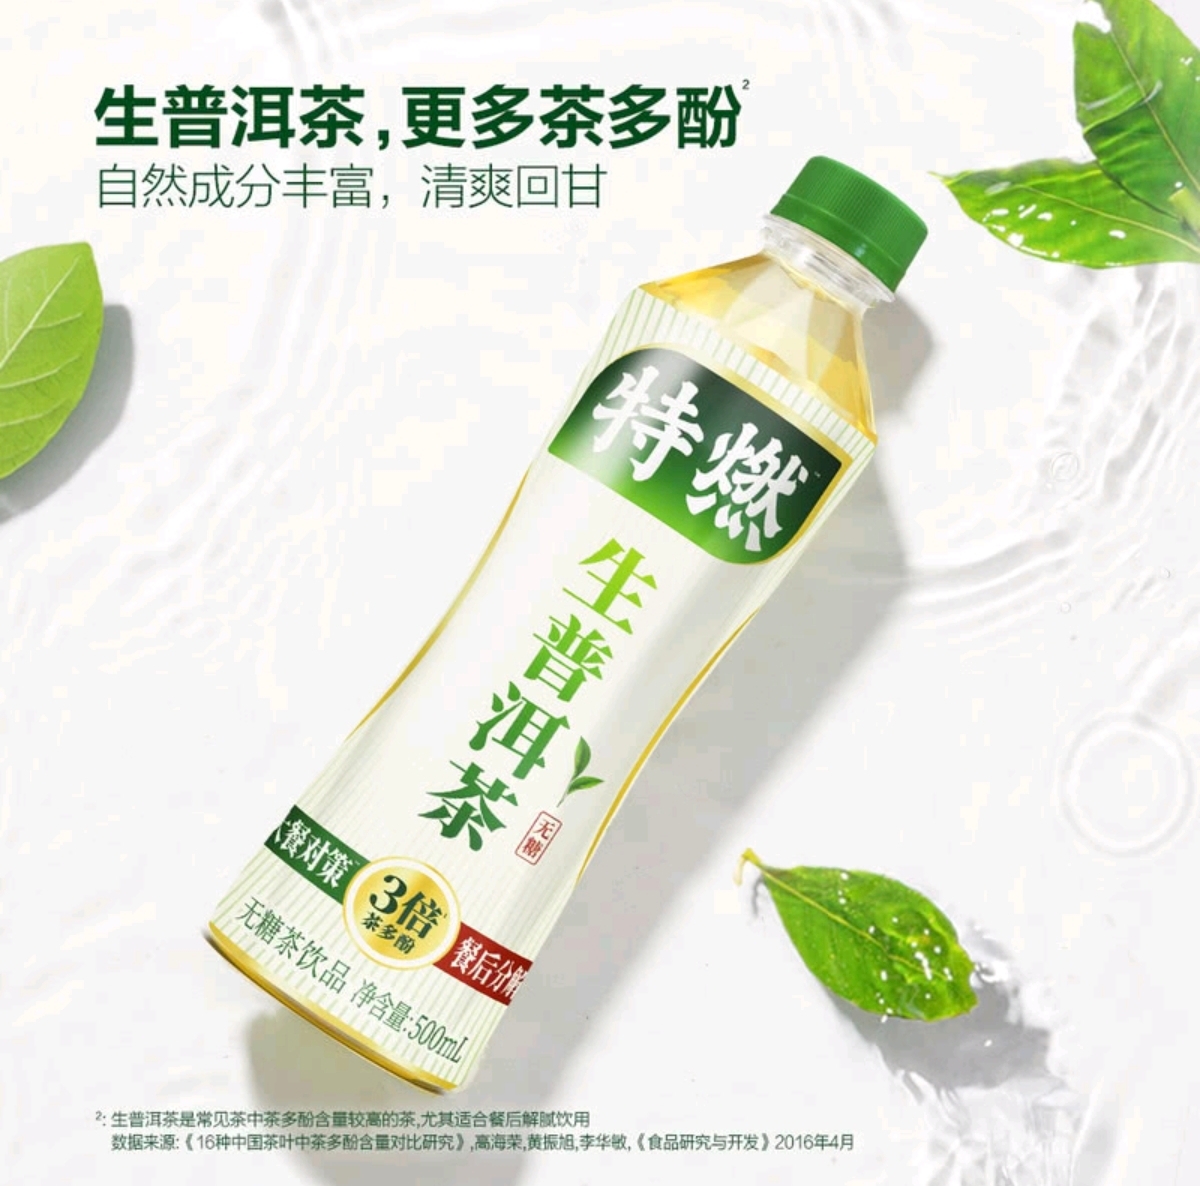 生普洱茶,更多茶多酚²
自然成分丰富，清爽回甘
特燃™
生普洱茶
无糖
大餐对策™
3倍¹
茶多酚
餐后分解
无糖茶饮品 净含量:500mL
²: 生普洱茶是常见茶中茶多酚含量较高的茶,尤其适合餐后解腻饮用
数据来源:《16种中国茶叶中茶多酚含量对比研究》,高海荣,黄振旭,李华敏,《食品研究与开发》2016年4月